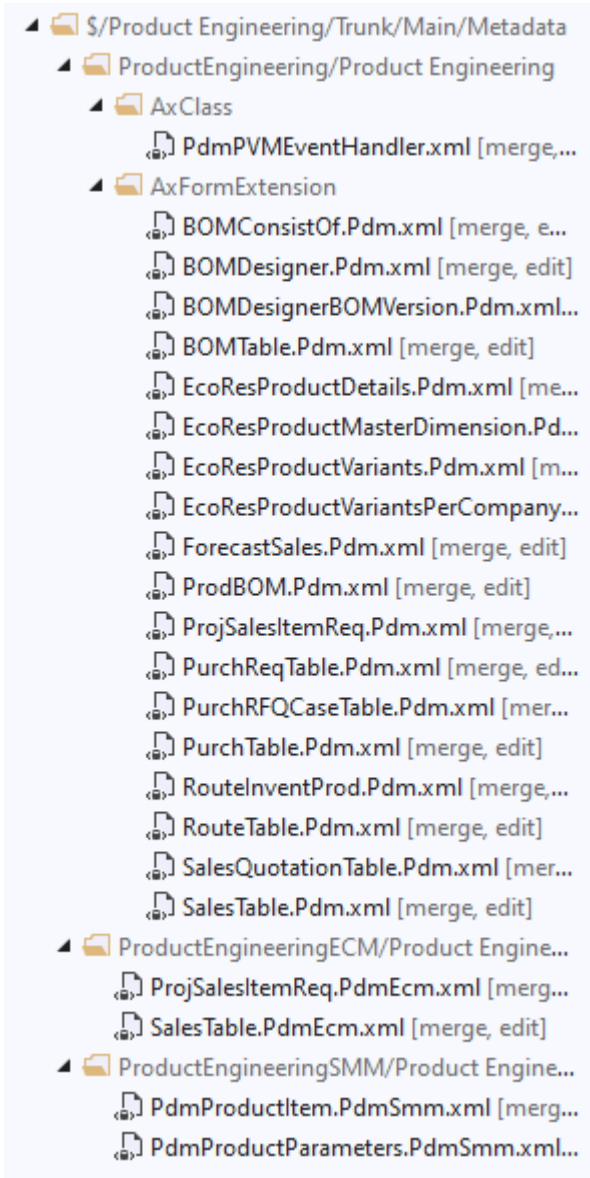 $/Product Engineering/Trunk/Main/Metadata
ProductEngineering/Product Engineering
AxClass
PdmPVMEventHandler.xml [merge,...
AxFormExtension
BOMConsistOf.Pdm.xml [merge, e...
BOMDesigner.Pdm.xml [merge, edit]
BOMDesignerBOMVersion.Pdm.xml...
BOMTable.Pdm.xml [merge, edit]
EcoResProductDetails.Pdm.xml [me...
EcoResProductMasterDimension.Pd...
EcoResProductVariants.Pdm.xml [m...
EcoResProductVariantsPerCompany...
ForecastSales.Pdm.xml [merge, edit]
ProdBOM.Pdm.xml [merge, edit]
ProjSalesItemReq.Pdm.xml [merge,...
PurchReqTable.Pdm.xml [merge, ed...
PurchRFQCaseTable.Pdm.xml [mer...
PurchTable.Pdm.xml [merge, edit]
RouteInventProd.Pdm.xml [merge,...
RouteTable.Pdm.xml [merge, edit]
SalesQuotationTable.Pdm.xml [mer...
SalesTable.Pdm.xml [merge, edit]
ProductEngineeringECM/Product Engine...
ProjSalesItemReq.PdmEcm.xml [merg...
SalesTable.PdmEcm.xml [merge, edit]
ProductEngineeringSMM/Product Engine...
PdmProductItem.PdmSmm.xml [merg...
PdmProductParameters.PdmSmm.xml...